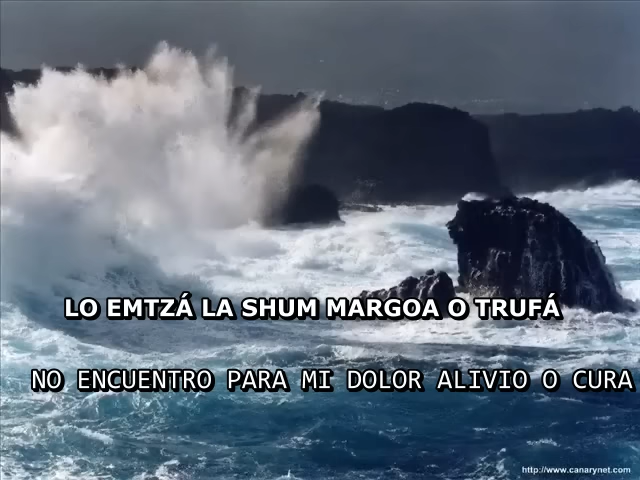 LO EMTZÁ LA SHUM MARGOA O TRUFÁ
NO ENCUENTRO PARA MI DOLOR ALIVIO O CURA
http://www.canarynet.com